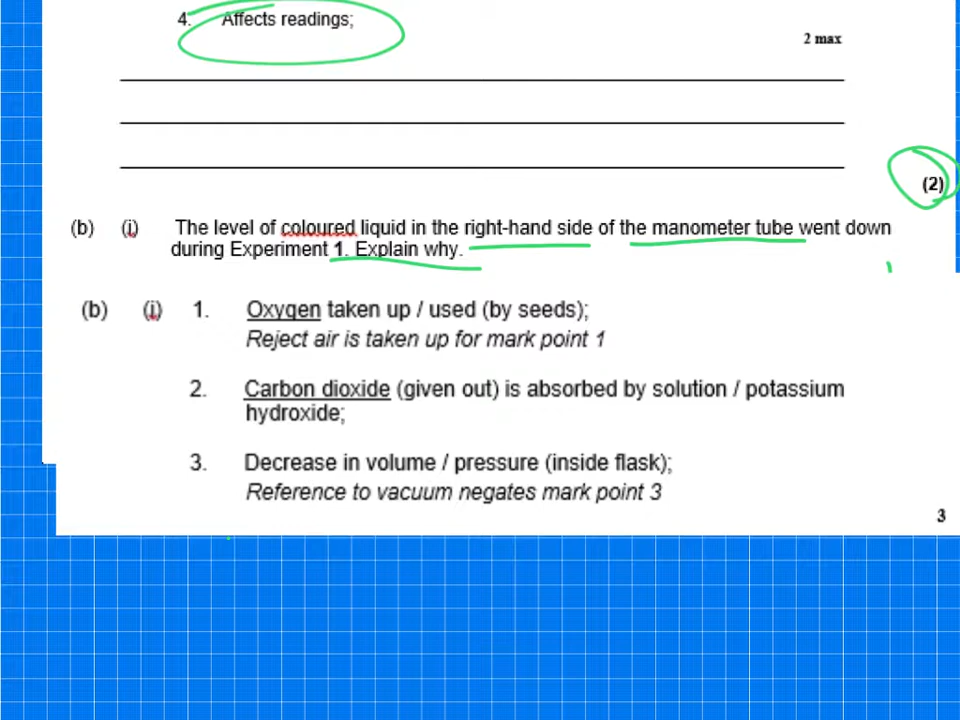 4. Affects readings;
2 max
(2)
(b) (i) The level of coloured liquid in the right-hand side of the manometer tube went down
during Experiment 1. Explain why.
(b) (i) 1. Oxygen taken up / used (by seeds);
Reject air is taken up for mark point 1
2. Carbon dioxide (given out) is absorbed by solution / potassium
hydroxide;
3. Decrease in volume / pressure (inside flask);
Reference to vacuum negates mark point 3
3